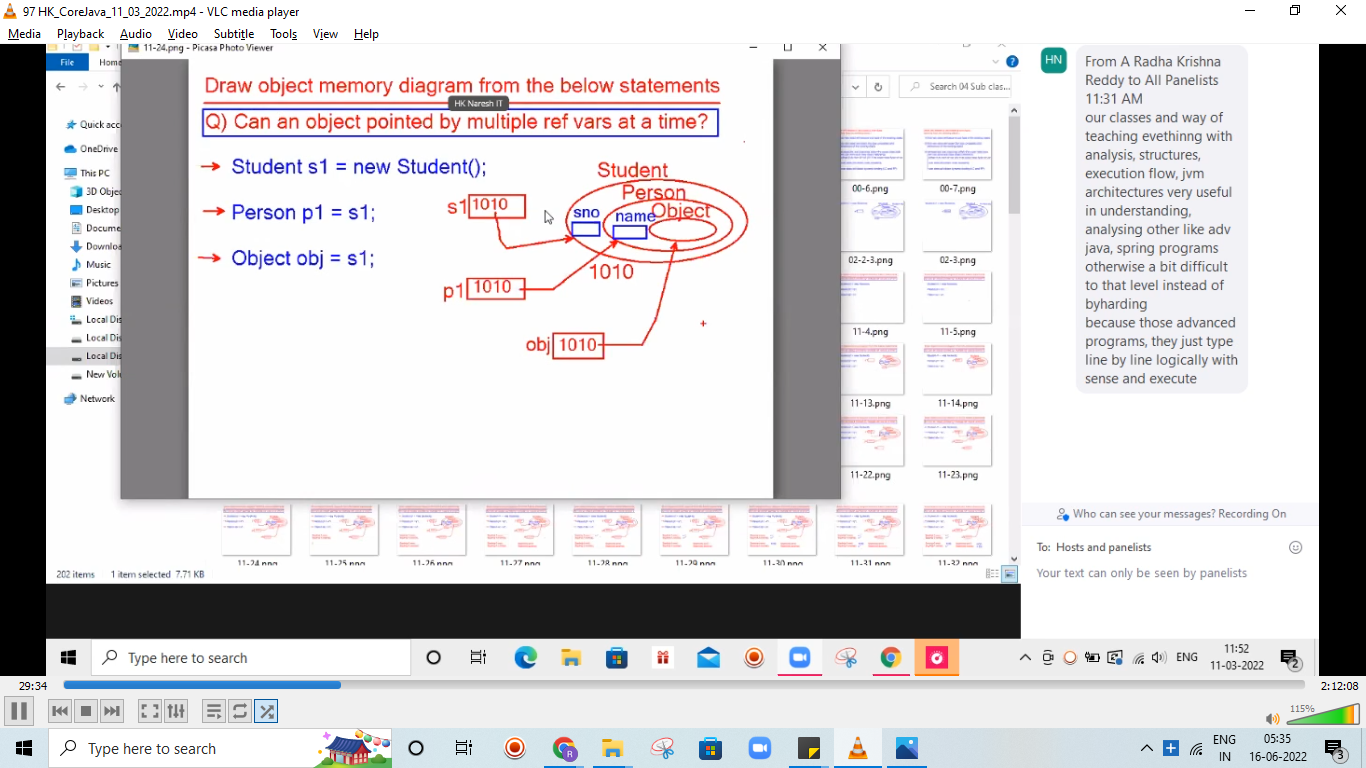 97 HK_CoreJava_11_03_2022.mp4 - VLC media player
Media Playback Audio Video Subtitle Tools View Help
11-24.png - Picasa Photo Viewer
File
Draw object memory diagram from the below statements
HK Naresh IT
Q) Can an object pointed by multiple ref vars at a time?
Student s1 = new Student();
Person p1 = s1;
Object obj = s1;
Student
Person
Object
sno
name
s1 1010
1010
p1 1010
obj 1010
Search 04 Sub clas...
Quick acc
OneDrive
This PC
3D Objec
Desktop
Docume
Downloa
Music
Pictures
Videos
Local Dis
Local Dis
Local Dis
New Volu
Network
00-6.png 00-7.png
02-2-3.png 02-3.png
11-4.png 11-5.png
11-13.png 11-14.png
11-22.png 11-23.png
11-24.png 11-25.png 11-26.png 11-27.png 11-28.png 11-29.png 11-30.png 11-31.png 11-32.png
202 items 1 item selected 7.71 KB
HN
From A Radha Krishna
Reddy to All Panelists
11:31 AM
our classes and way of
teaching evethinng with
analysis, structures,
execution flow, jvm
architectures very useful
in understanding,
analysing other like adv
java, spring programs
otherwise a bit difficult
to that level instead of
byharding
because those advanced
programs, they just type
line by line logically with
sense and execute
Who can see your messages? Recording On
To: Hosts and panelists
Your text can only be seen by panelists
Type here to search
ENG
11:52
11-03-2022
2
29:34
2:12:08
115%
Type here to search
ENG
IN
05:35
16-06-2022
3